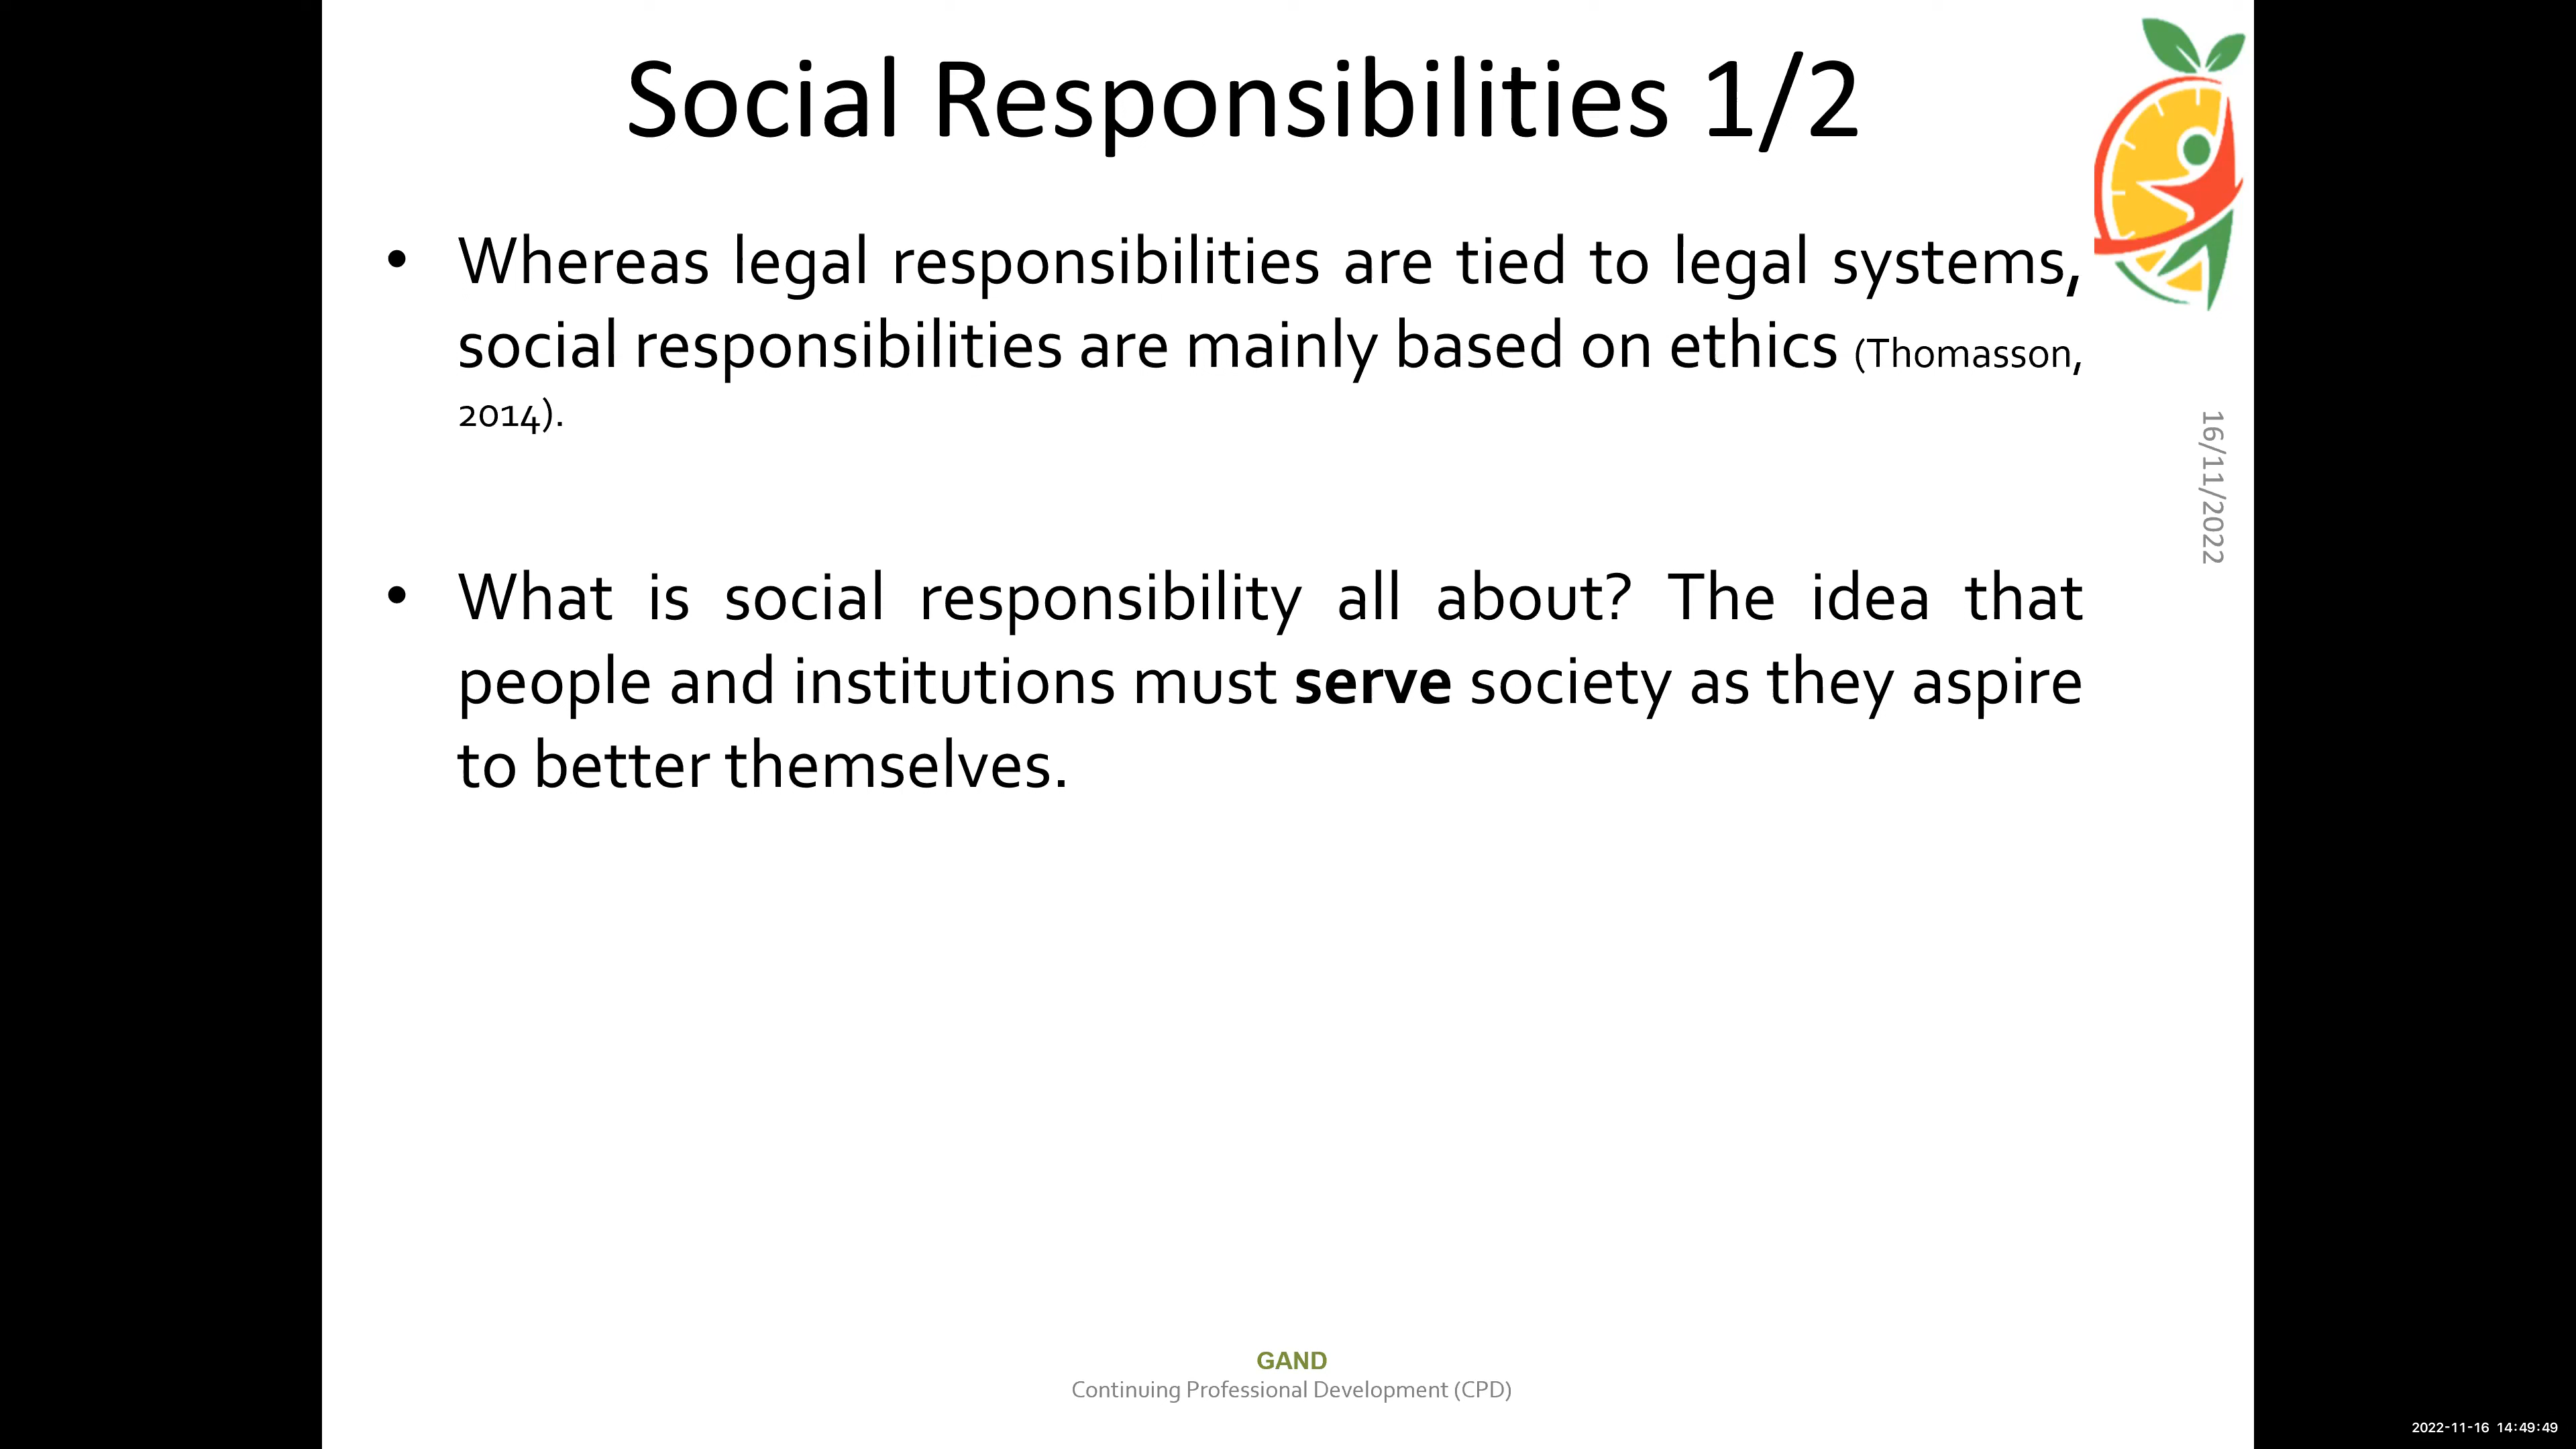 Social Responsibilities 1/2
• Whereas legal responsibilities are tied to legal systems,
social responsibilities are mainly based on ethics (Thomasson,
2014).
16/11/2022
• What is social responsibility all about? The idea that
people and institutions must serve society as they aspire
to better themselves.
GAND
Continuing Professional Development (CPD)
2022-11-16 14:49:49